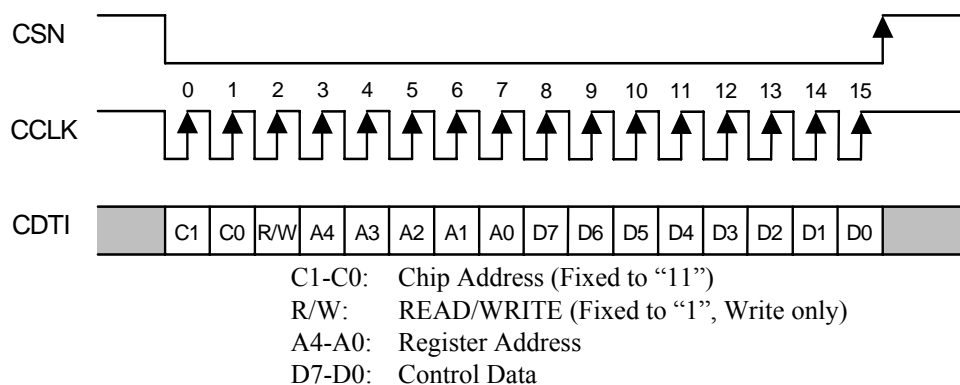 CSN
0 1 2 3 4 5 6 7 8 9 10 11 12 13 14 15
CCLK
CDTI
C1 C0 R/W A4 A3 A2 A1 A0 D7 D6 D5 D4 D3 D2 D1 D0
C1-C0: Chip Address (Fixed to “11”)
R/W: READ/WRITE (Fixed to “1”, Write only)
A4-A0: Register Address
D7-D0: Control Data